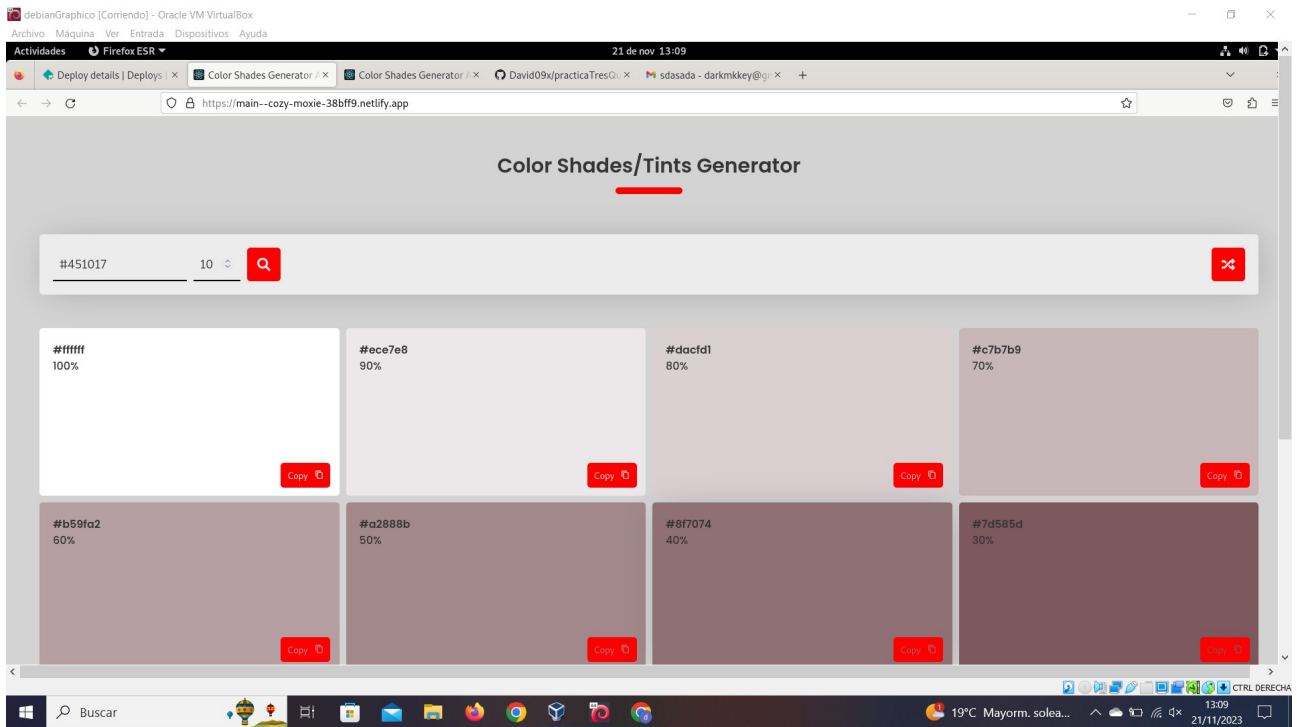 debianGraphico [Corriendo] - Oracle VM VirtualBox
Archivo Máquina Ver Entrada Dispositivos Ayuda
Actividades Firefox ESR 21 de nov 13:09
Deploy details | Deploys | Color Shades Generator Color Shades Generator David09x/practicaTresQu sdasada - darkmkkey@g
https://main--cozy-moxie-38bff9.netlify.app
Color Shades/Tints Generator
#451017 10
#ffffff #ece7e8 #dacfd1 #c7b7b9
100% 90% 80% 70%
Copy Copy Copy Copy
#b59fa2 #a2888b #8f7074 #7d585d
60% 50% 40% 30%
Copy Copy Copy Copy
CTRL DERECHA
Buscar 19°C Mayorm. solea... 13:09
21/11/2023